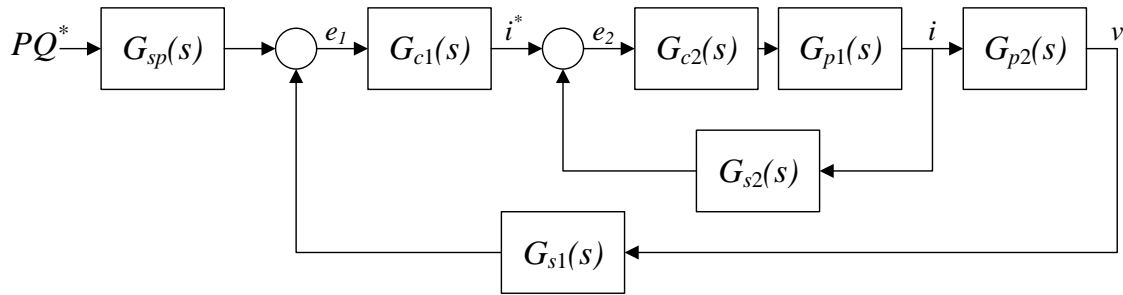 PQ*
G_sp(s)
e_1
G_c1(s)
i*
e_2
G_c2(s)
G_p1(s)
i
G_p2(s)
v
G_s2(s)
G_s1(s)